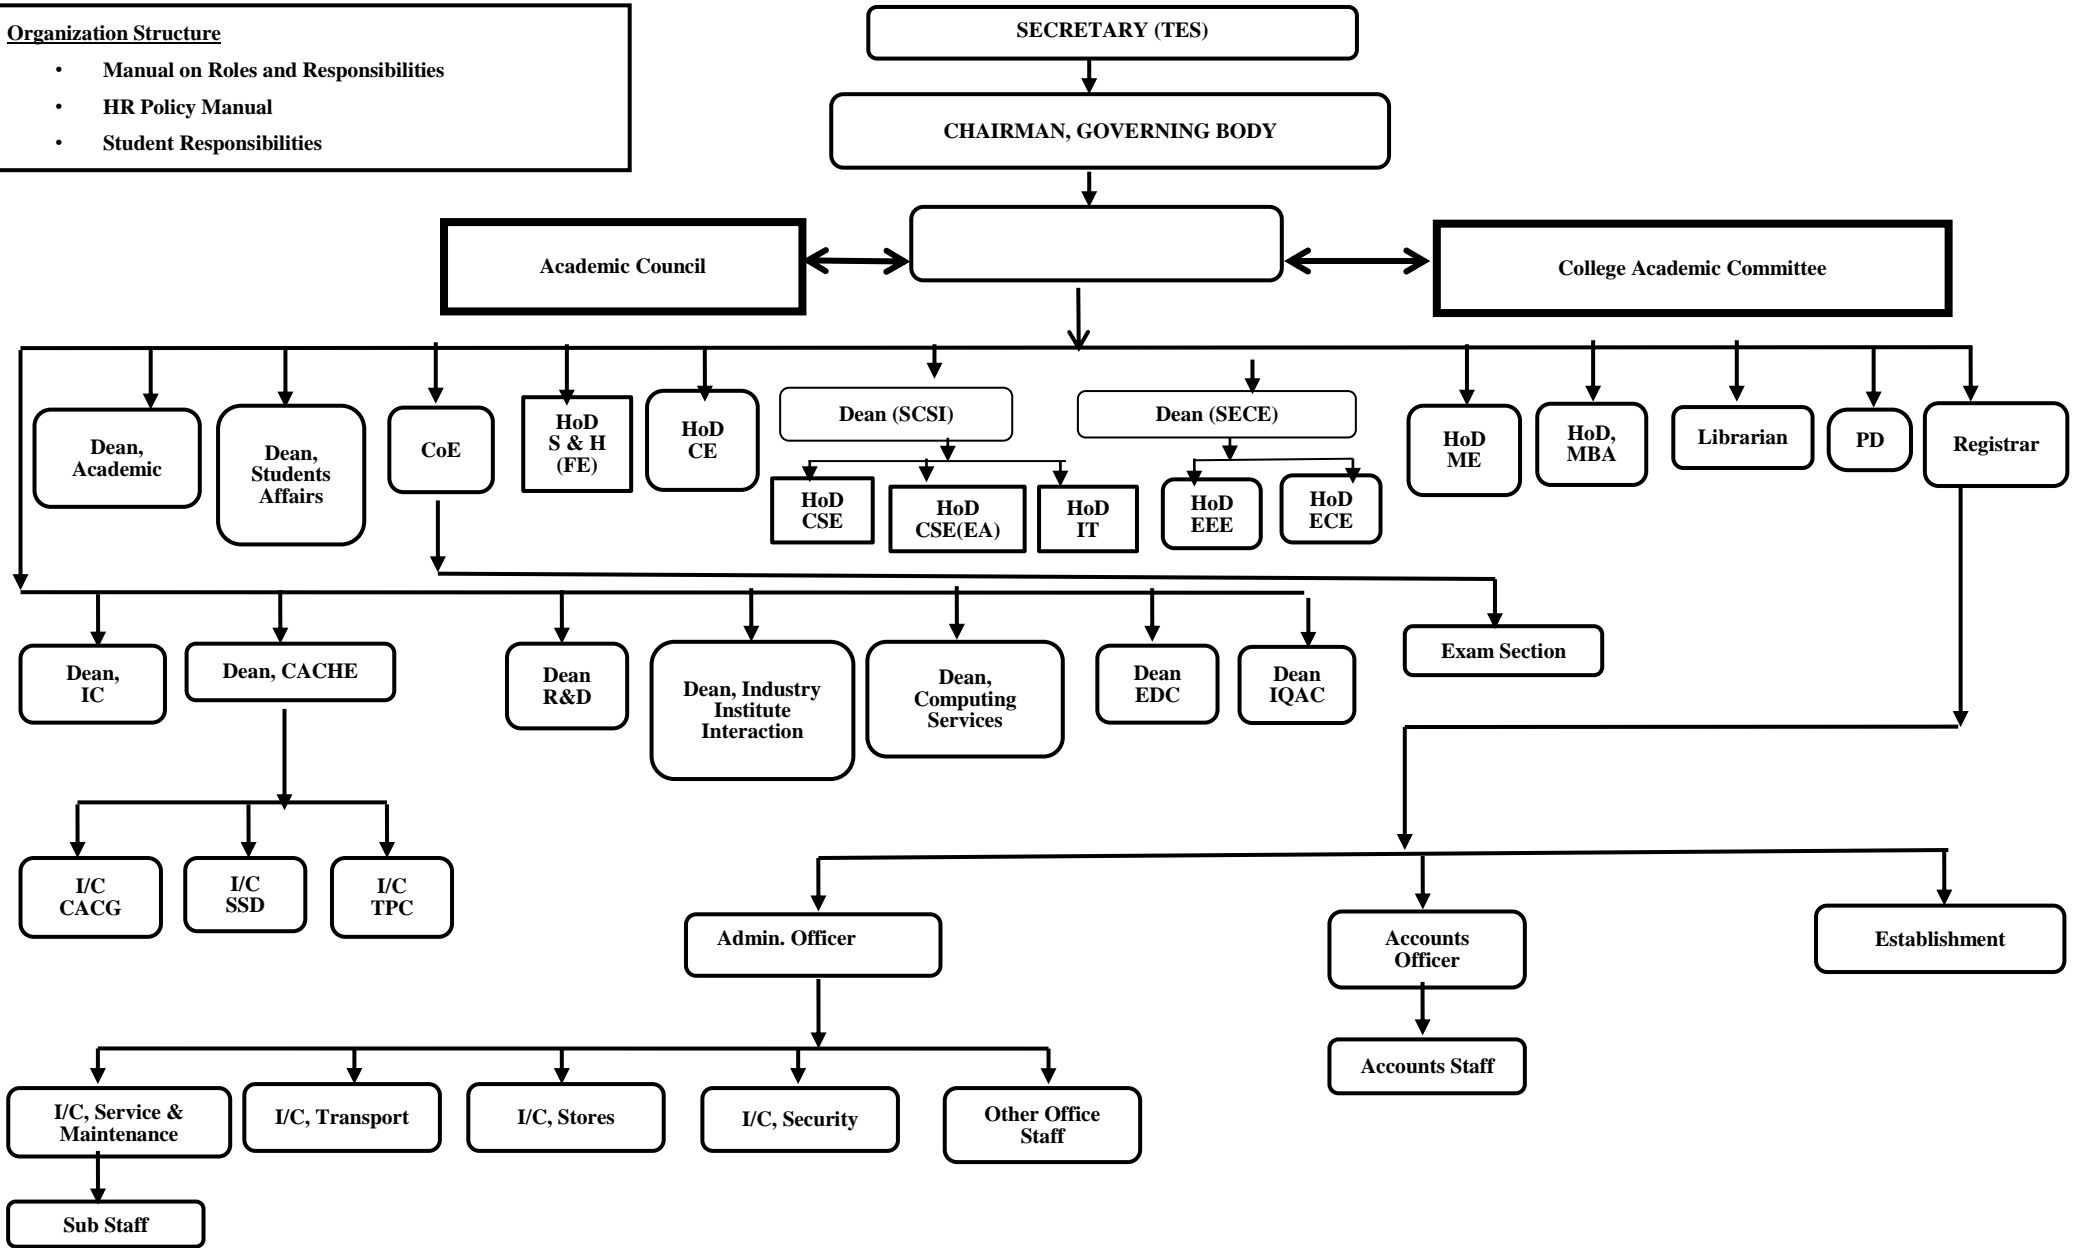 Organization Structure
• Manual on Roles and Responsibilities
• HR Policy Manual
• Student Responsibilities
SECRETARY (TES)
CHAIRMAN, GOVERNING BODY
Academic Council
College Academic Committee
Dean,
Academic
Dean,
Students
Affairs
CoE
HoD
S & H
(FE)
HoD
CE
Dean (SCSI)
HoD
CSE
HoD
CSE(EA)
HoD
IT
Dean (SECE)
HoD
EEE
HoD
ECE
HoD
ME
HoD,
MBA
Librarian
PD
Registrar
Dean,
IC
Dean, CACHE
Dean
R&D
Dean, Industry
Institute
Interaction
Dean,
Computing
Services
Dean
EDC
Dean
IQAC
Exam Section
I/C
CACG
I/C
SSD
I/C
TPC
Admin. Officer
Accounts
Officer
Establishment
Accounts Staff
I/C, Service &
Maintenance
I/C, Transport
I/C, Stores
I/C, Security
Other Office
Staff
Sub Staff